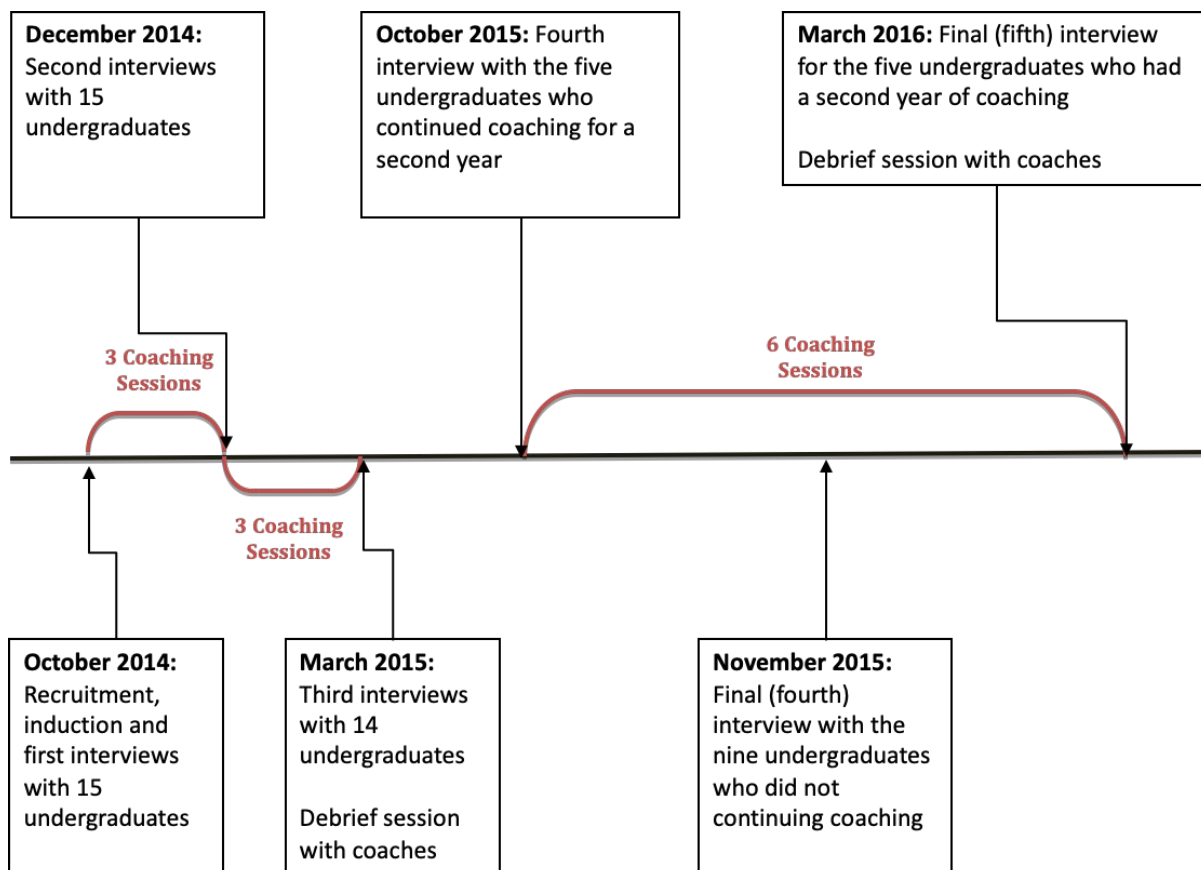 December 2014:
Second interviews
with 15
undergraduates
October 2015: Fourth
interview with the five
undergraduates who
continued coaching for a
second year
March 2016: Final (fifth) interview
for the five undergraduates who had
a second year of coaching
Debrief session with coaches
3 Coaching
Sessions
6 Coaching
Sessions
3 Coaching
Sessions
October 2014:
Recruitment,
induction and
first interviews
with 15
undergraduates
March 2015:
Third interviews
with 14
undergraduates
Debrief session
with coaches
November 2015:
Final (fourth)
interview with the
nine undergraduates
who did not
continuing coaching